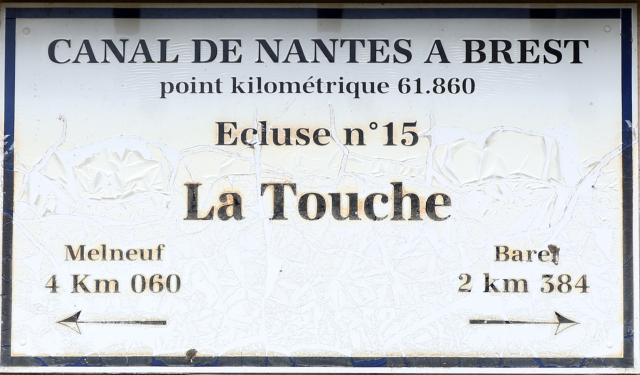 CANAL DE NANTES A BREST
point kilométrique 61.860
Ecluse n°15
La Touche
Melneuf
4 Km 060
Barel
2 km 384